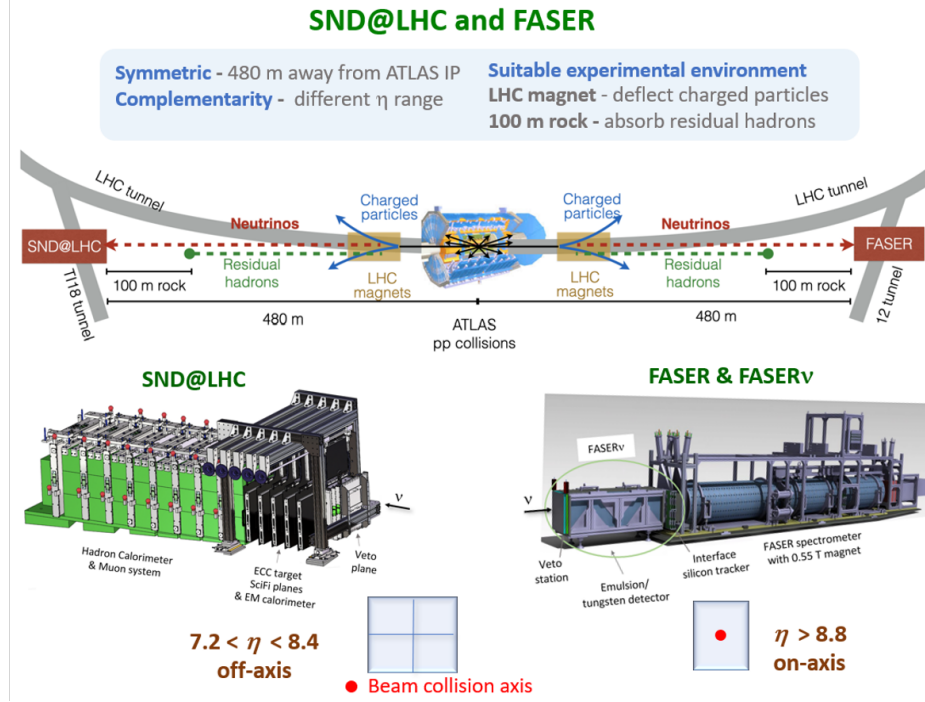 SND@LHC and FASER
Symmetric - 480 m away from ATLAS IP
Complementarity - different η range
Suitable experimental environment
LHC magnet - deflect charged particles
100 m rock - absorb residual hadrons
LHC tunnel
Charged
particles
Charged
particles
LHC tunnel
Neutrinos
Neutrinos
SND@LHC
FASER
Residual
hadrons
LHC
magnets
LHC
magnets
Residual
hadrons
TI18 tunnel
100 m rock
100 m rock
12 tunnel
480 m
480 m
ATLAS
pp collisions
SND@LHC
FASER & FASERν
FASERν
ν
ν
Hadron Calorimeter
& Muon system
ECC target
SciFi planes
& EM calorimeter
Veto
plane
Veto
station
Emulsion/
tungsten detector
Interface
silicon tracker
FASER spectrometer
with 0.55 T magnet
7.2 < η < 8.4
off-axis
η > 8.8
on-axis
Beam collision axis